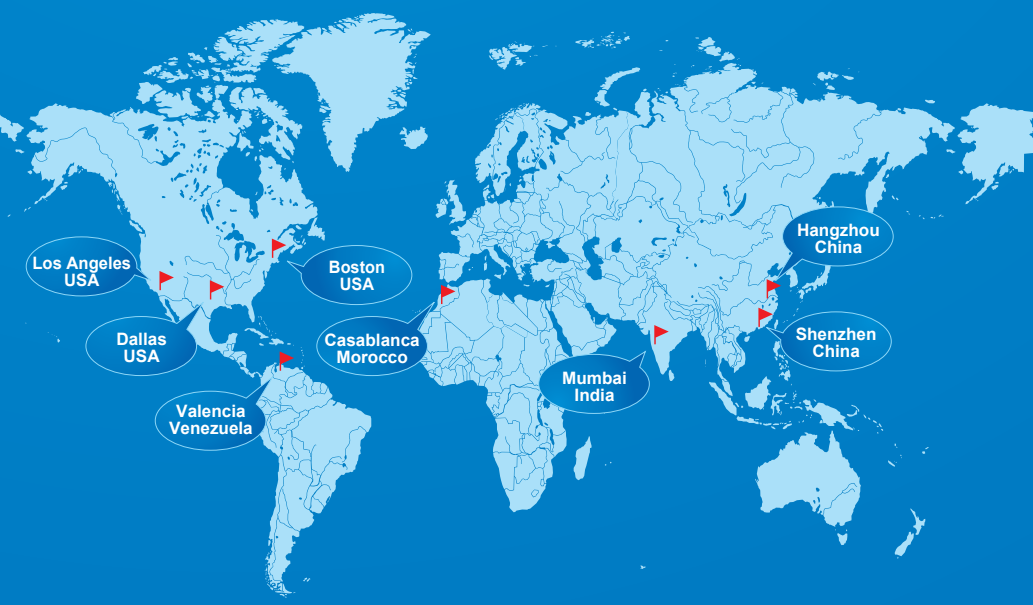 Los Angeles
USA
Boston
USA
Dallas
USA
Valencia
Venezuela
Casablanca
Morocco
Mumbai
India
Hangzhou
China
Shenzhen
China